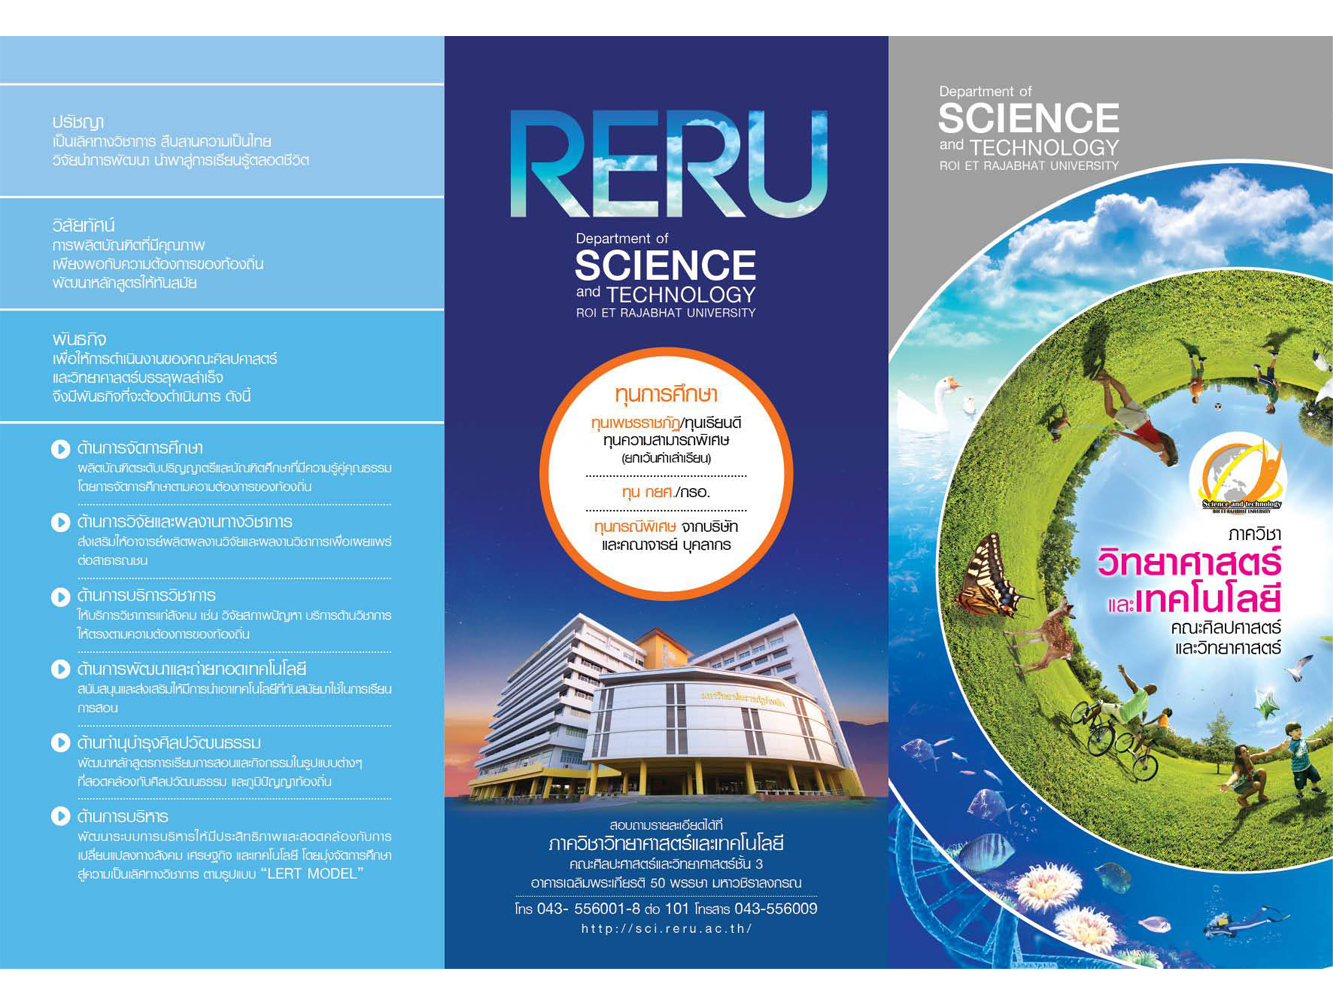 ปรัชญา
เป็นเลิศทางวิชาการ สืบสานความเป็นไทย
วิจัยนำการพัฒนา นำพาสู่การเรียนรู้ตลอดชีวิต
วิสัยทัศน์
การผลิตบัณฑิตที่มีคุณภาพ
เพียงพอกับความต้องการของท้องถิ่น
พัฒนาหลักสูตรให้ทันสมัย
พันธกิจ
เพื่อให้การดำเนินงานของคณะศิลปศาสตร์
และวิทยาศาสตร์บรรลุผลสำเร็จ
จึงมีพันธกิจที่จะต้องดำเนินการ ดังนี้
ด้านการจัดการศึกษา
ผลิตบัณฑิตระดับปริญญาตรีและบัณฑิตศึกษาที่มีความรู้คู่คุณธรรม
โดยการจัดการศึกษาตามความต้องการของท้องถิ่น
ด้านการวิจัยและผลงานทางวิชาการ
ส่งเสริมให้อาจารย์ผลิตผลงานวิจัยและผลงานวิชาการเพื่อเผยแพร่
ต่อสาธารณชน
ด้านการบริการวิชาการ
ให้บริการวิชาการแก่สังคม เช่น วิจัยสภาพปัญหา บริการด้านวิชาการ
ให้ตรงตามความต้องการของท้องถิ่น
ด้านการพัฒนาและถ่ายทอดเทคโนโลยี
สนับสนุนและส่งเสริมให้มีการนำเอาเทคโนโลยีที่ทันสมัยมาใช้ในการเรียน
การสอน
ด้านทำนุบำรุงศิลปวัฒนธรรม
พัฒนาหลักสูตรการเรียนการสอนและกิจกรรมในรูปแบบต่างๆ
ที่สอดคล้องกับศิลปวัฒนธรรม และภูมิปัญญาท้องถิ่น
ด้านการบริหาร
พัฒนาระบบการบริหารให้มีประสิทธิภาพและสอดคล้องกับการ
เปลี่ยนแปลงทางสังคม เศรษฐกิจ และเทคโนโลยี โดยมุ่งจัดการศึกษา
สู่ความเป็นเลิศทางวิชาการ ตามรูปแบบ “LERT MODEL”
RERU
Department of
SCIENCE
and TECHNOLOGY
ROI ET RAJABHAT UNIVERSITY
ทุนการศึกษา
ทุนเพชรราชภัฏ/ทุนเรียนดี
ทุนความสามารถพิเศษ
(ยกเว้นค่าเล่าเรียน)
ทุน กยศ./กรอ.
ทุนกรณีพิเศษ จากบริษัท
และคณาจารย์ บุคลากร
มหาวิทยาลัยราชภัฏร้อยเอ็ด
สอบถามรายละเอียดได้ที่
ภาควิชาวิทยาศาสตร์และเทคโนโลยี
คณะศิลปะศาสตร์และวิทยาศาสตร์ชั้น 3
อาคารเฉลิมพระเกียรติ 50 พรรษา มหาวชิราลงกรณ
โทร 043- 556001-8 ต่อ 101 โทรสาร 043-556009
http://sci.reru.ac.th/
Department of
SCIENCE
and TECHNOLOGY
ROI ET RAJABHAT UNIVERSITY
Science and technology
ROI ET RAJABHAT UNIVERSITY
ภาควิชา
วิทยาศาสตร์
และเทคโนโลยี
คณะศิลปศาสตร์
และวิทยาศาสตร์